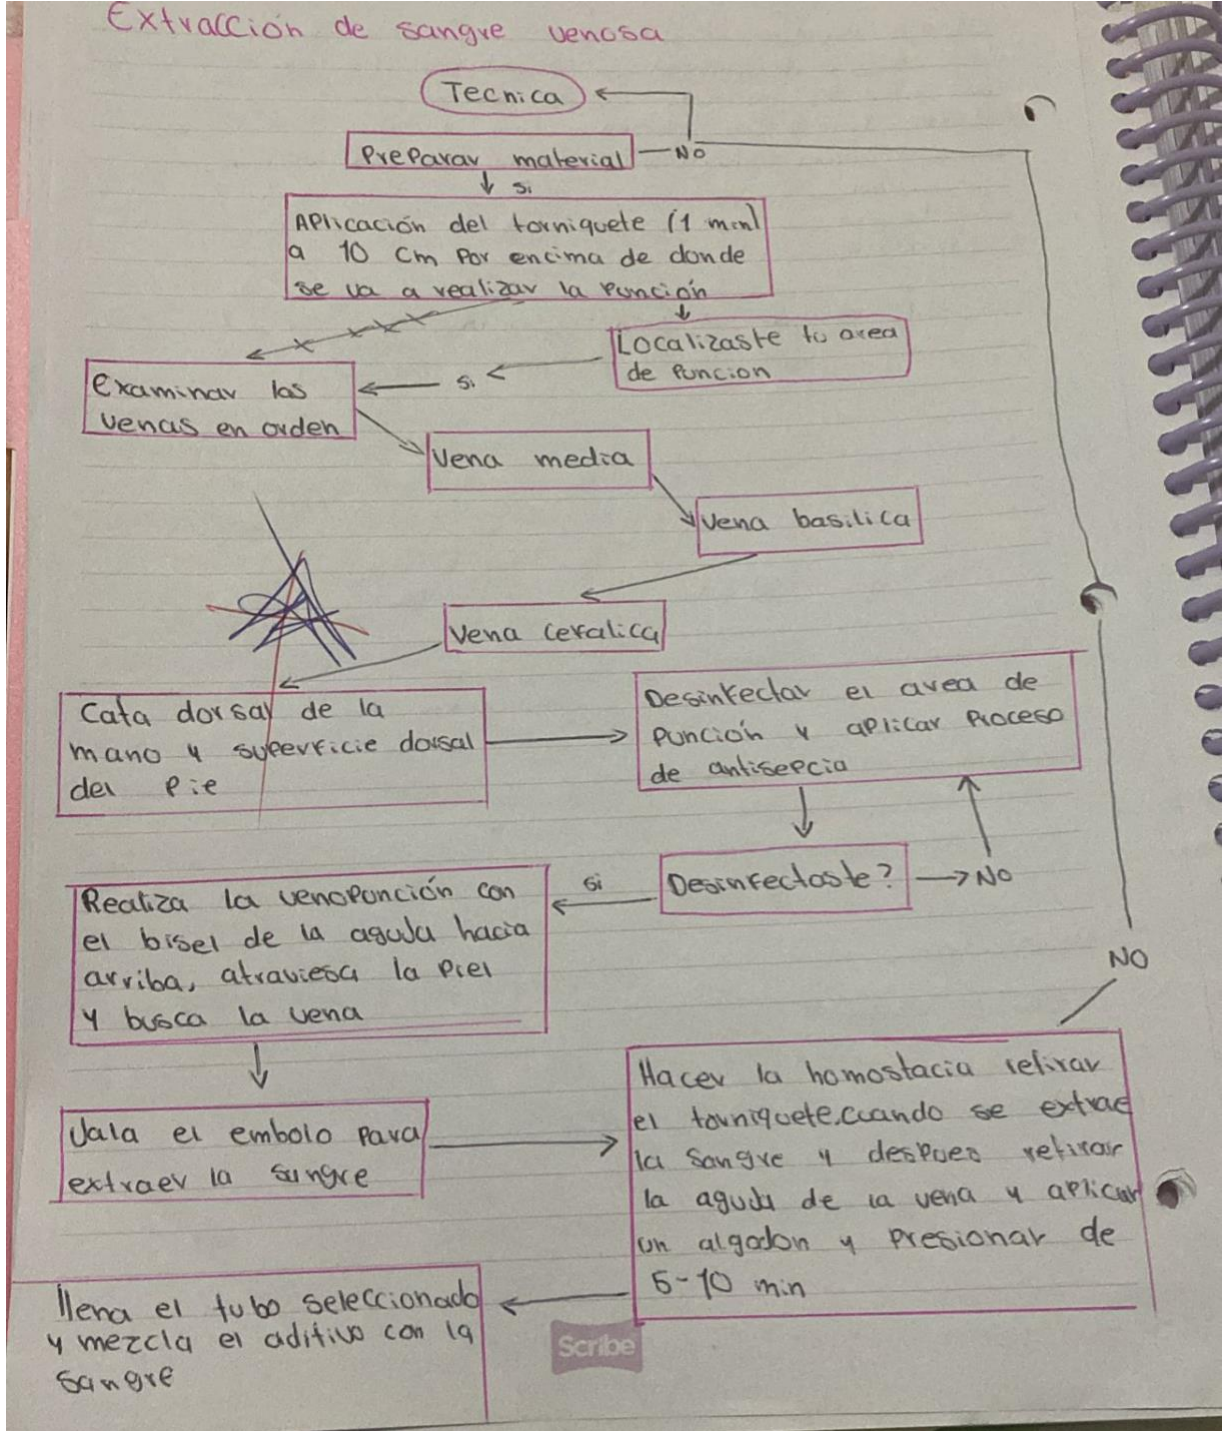 Extracción de sangre venosa
Tecnica
Preparar material
NO
si
Aplicación del torniquete (1 min)
a 10 cm por encima de donde
se va a realizar la punción
Localizaste tu area
de puncion
si
Examinar las
venas en orden
Vena media
Vena basilica
Vena cefalica
Cata dorsal de la
mano y superficie dorsal
del pie
Desinfectar el area de
punción y aplicar proceso
de antisepcia
Desinfectaste?
NO
si
Realiza la venopunción con
el bisel de la aguja hacia
arriba, atraviesa la piel
y busca la vena
NO
Jala el embolo para
extraer la sangre
Hacer la homostacia retirar
el torniquete.cuando se extrae
la sangre y despues retirar
la aguja de la vena y aplicar
un algodon y presionar de
5-10 min
llena el tubo seleccionado
y mezcla el aditivo con la
sangre
Scribe